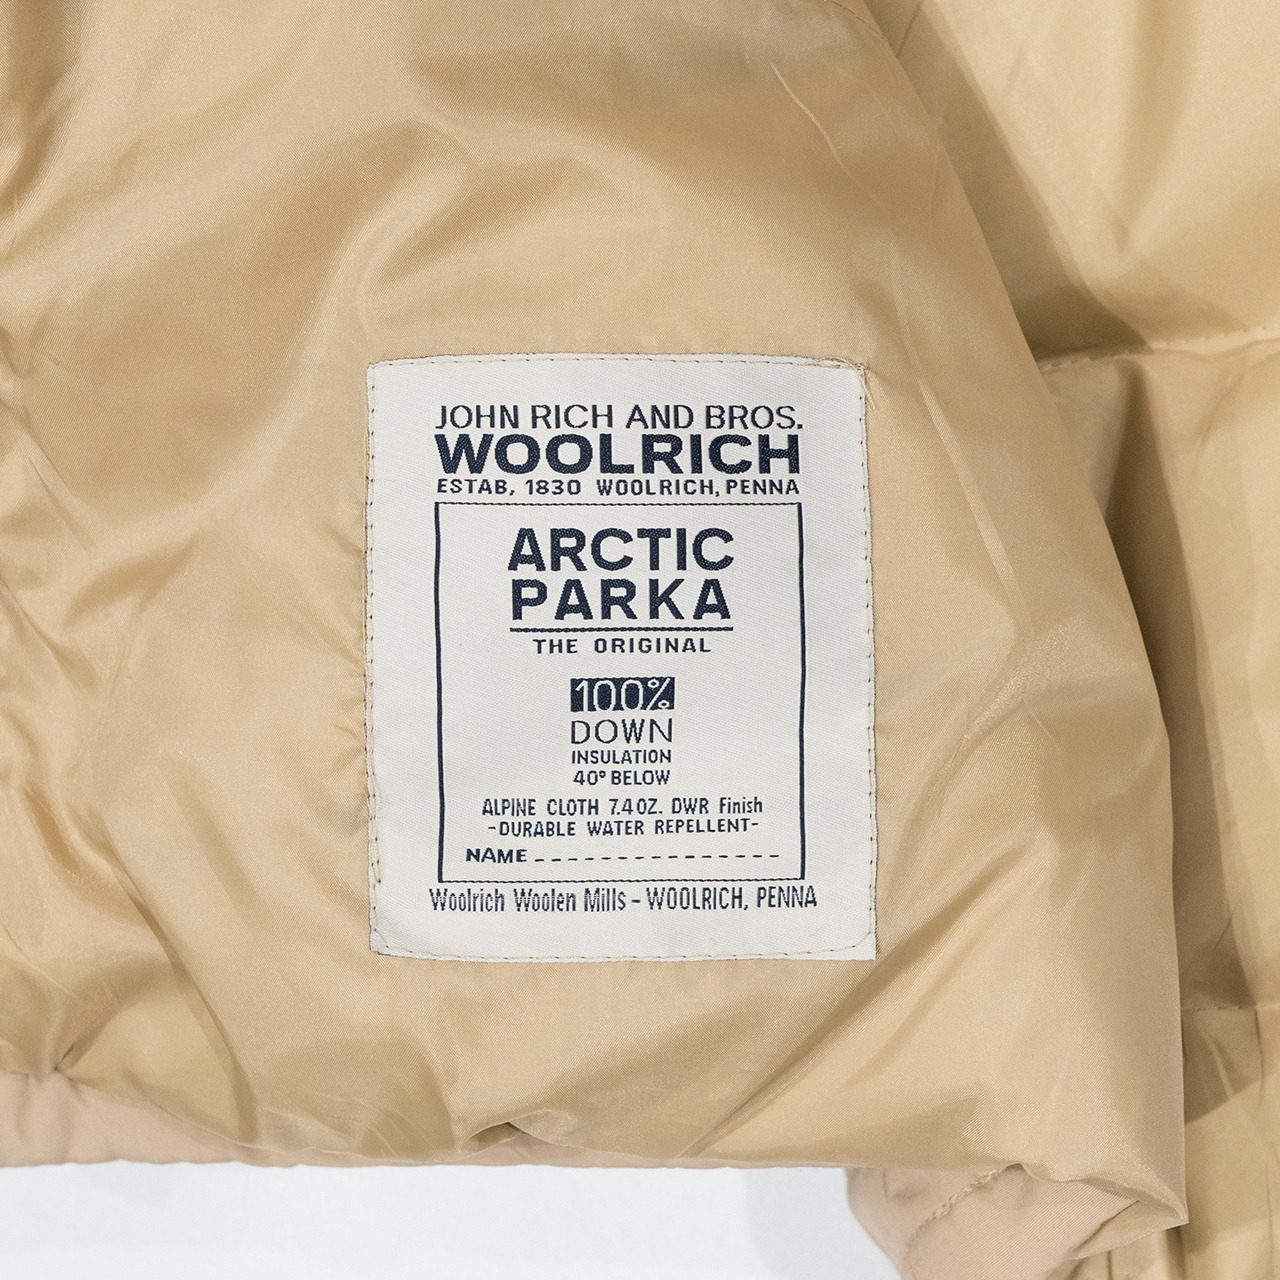 JOHN RICH AND BROS.
WOOLRICH
ESTAB, 1830 WOOLRICH, PENNA
ARCTIC
PARKA
THE ORIGINAL
100%
DOWN
INSULATION
40° BELOW
ALPINE CLOTH 7.4 OZ. DWR Finish
-DURABLE WATER REPELLENT-
NAME _ _ _ _ _ _ _ _ _ _ _ _ _ _ _
Woolrich Woolen Mills - WOOLRICH, PENNA